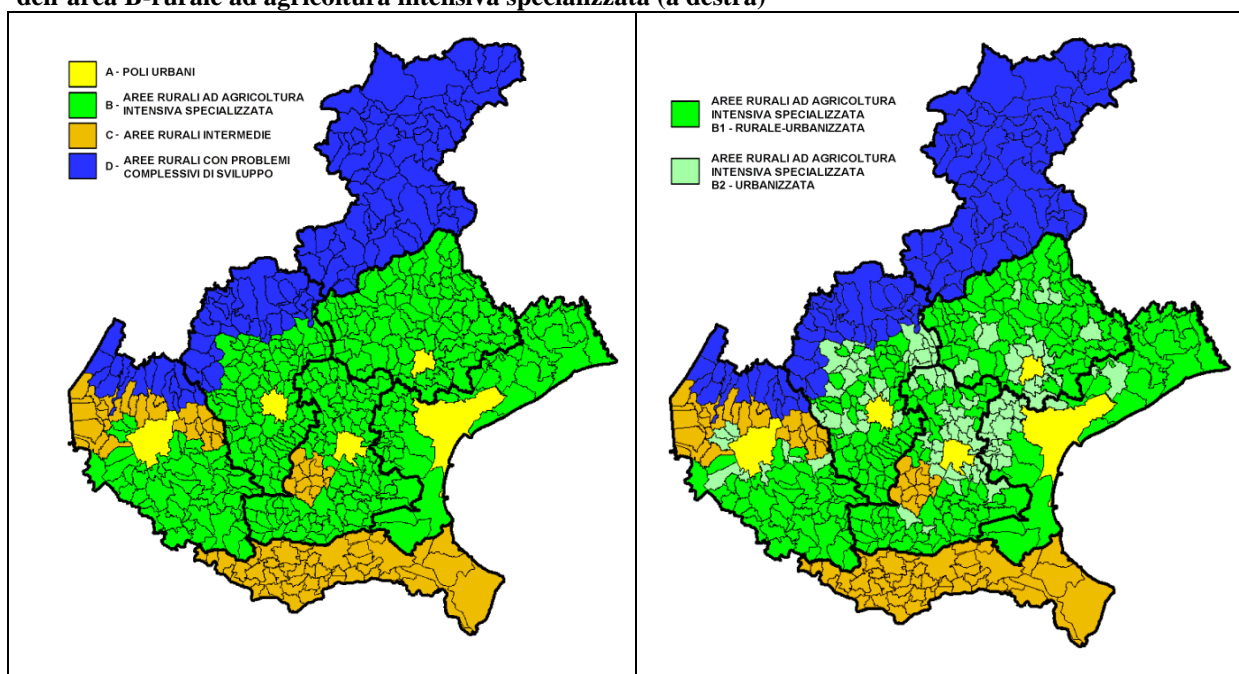 dell'area B-rurale ad agricoltura intensiva specializzata (a destra)
A - POLI URBANI
B - AREE RURALI AD AGRICOLTURA
INTENSIVA SPECIALIZZATA
C - AREE RURALI INTERMEDIE
D - AREE RURALI CON PROBLEMI
COMPLESSIVI DI SVILUPPO
AREE RURALI AD AGRICOLTURA
INTENSIVA SPECIALIZZATA
B1 - RURALE-URBANIZZATA
AREE RURALI AD AGRICOLTURA
INTENSIVA SPECIALIZZATA
B2 - URBANIZZATA